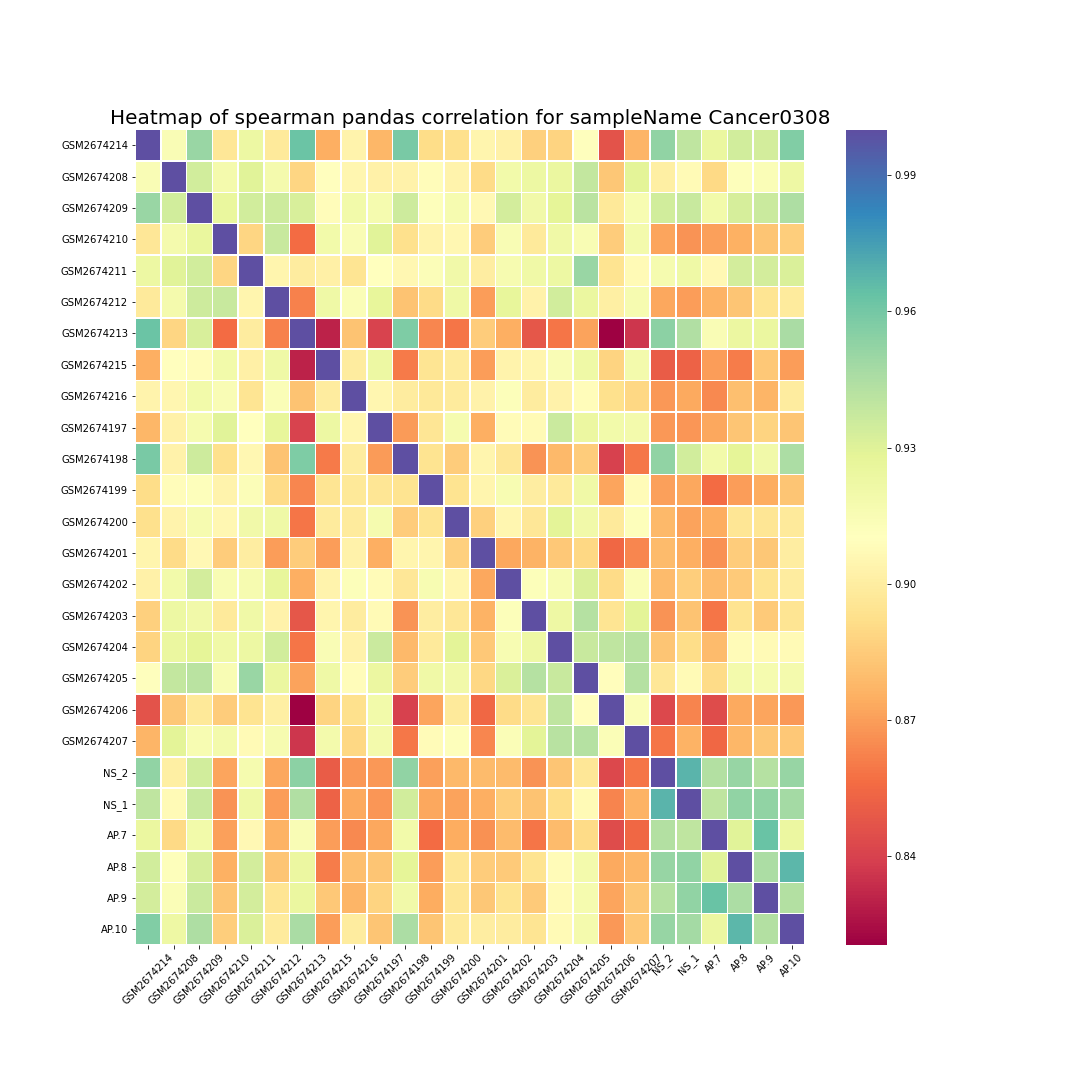 Heatmap of spearman pandas correlation for sampleName Cancer0308
GSM2674214
GSM2674208
GSM2674209
GSM2674210
GSM2674211
GSM2674212
GSM2674213
GSM2674215
GSM2674216
GSM2674197
GSM2674198
GSM2674199
GSM2674200
GSM2674201
GSM2674202
GSM2674203
GSM2674204
GSM2674205
GSM2674206
GSM2674207
NS_2
NS_1
AP.7
AP.8
AP.9
AP.10
GSM2674214
GSM2674208
GSM2674209
GSM2674210
GSM2674211
GSM2674212
GSM2674213
GSM2674215
GSM2674216
GSM2674197
GSM2674198
GSM2674199
GSM2674200
GSM2674201
GSM2674202
GSM2674203
GSM2674204
GSM2674205
GSM2674206
GSM2674207
NS_2
NS_1
AP.7
AP.8
AP.9
AP.10
0.99
0.96
0.93
0.90
0.87
0.84